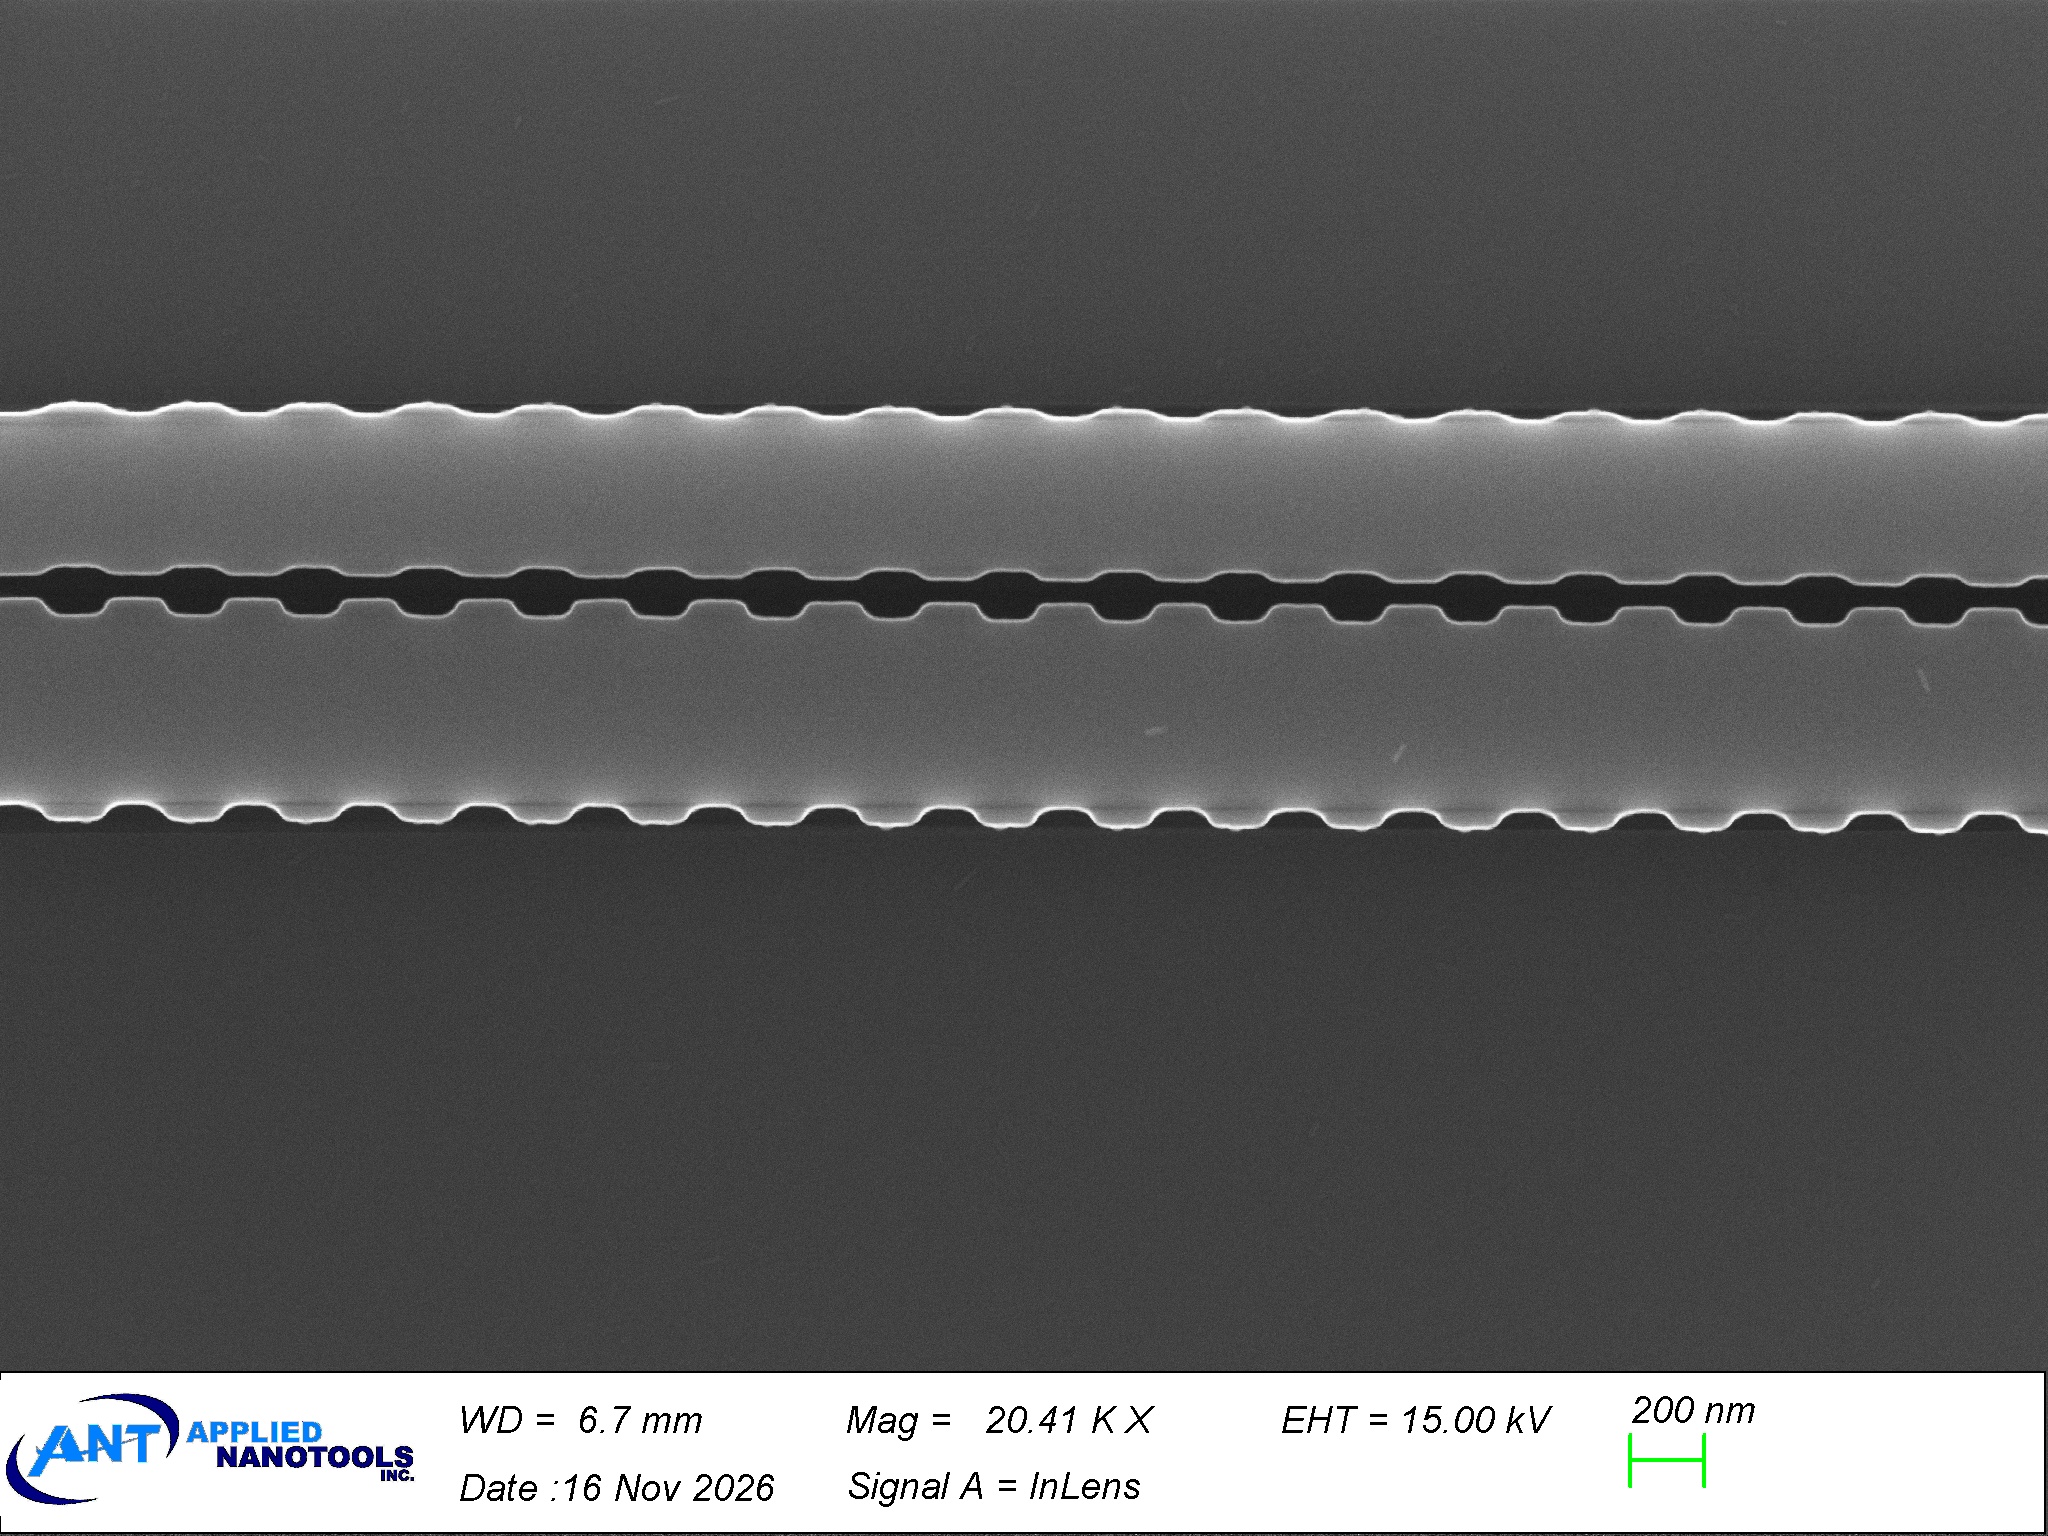 ANT APPLIED
NANOTOOLS
INC.
WD = 6.7 mm
Mag = 20.41 K X
EHT = 15.00 kV
200 nm
Date :16 Nov 2026
Signal A = InLens